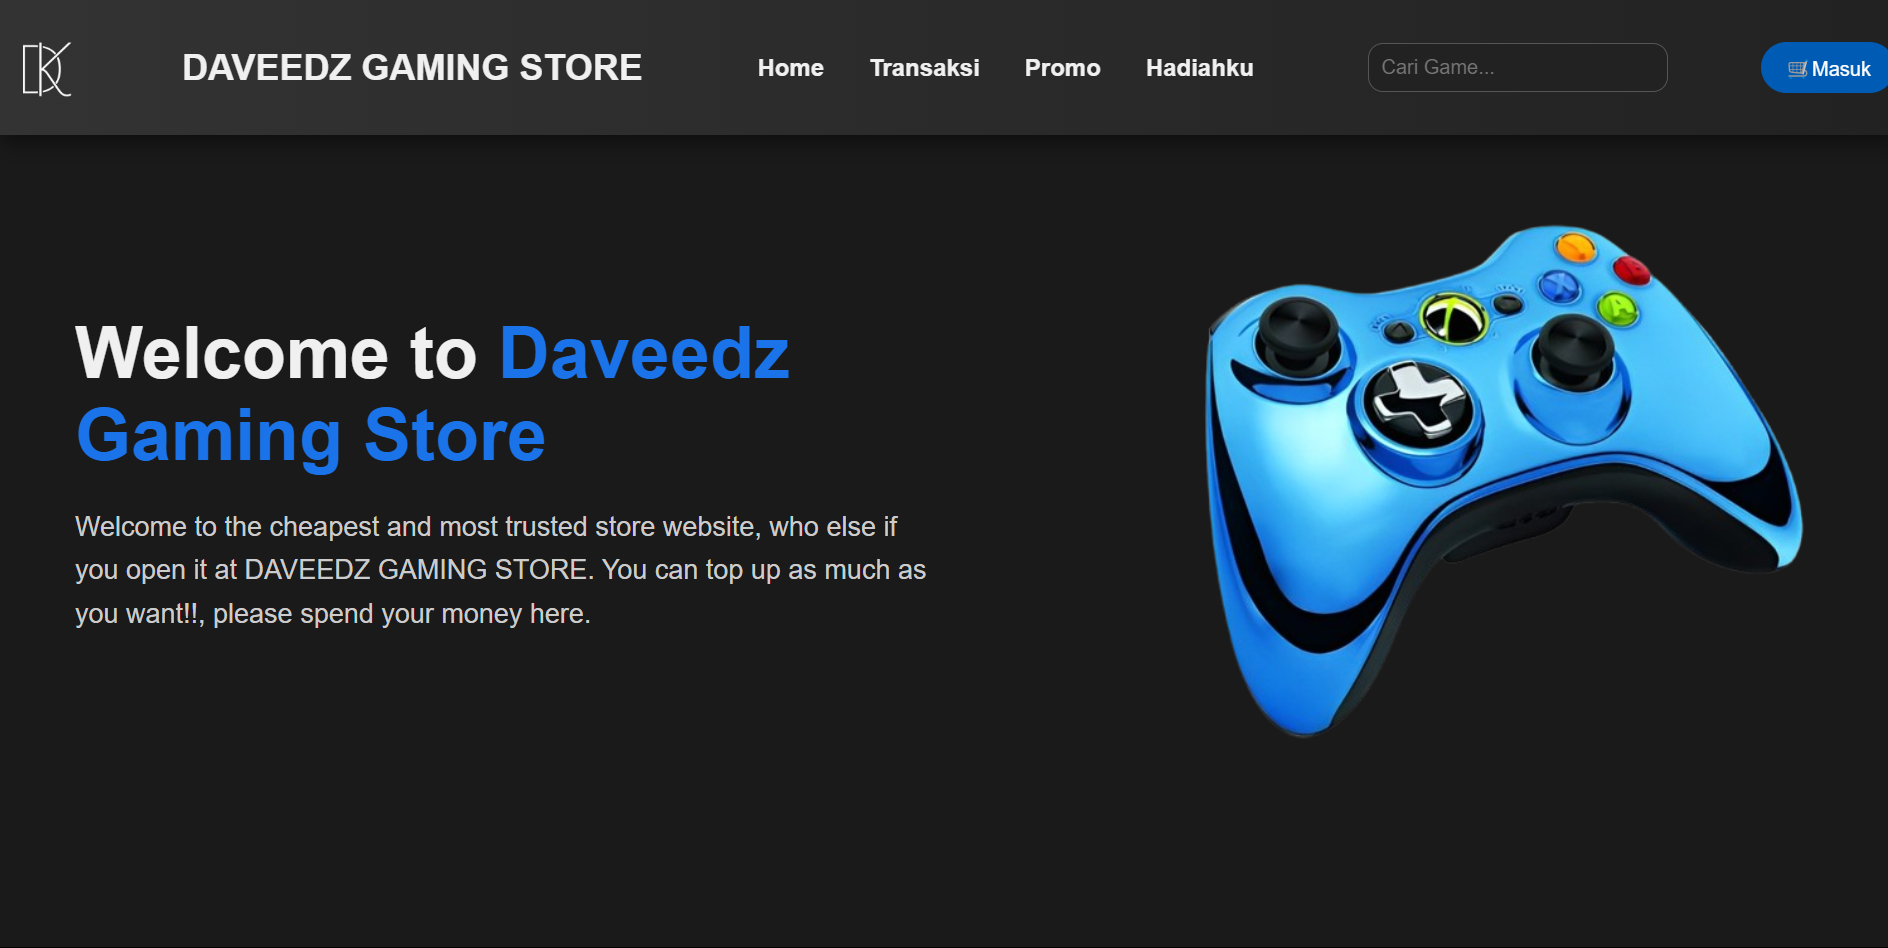 DK
DAVEEDZ GAMING STORE
Home
Transaksi
Promo
Hadiahku
Cari Game...
Masuk
Welcome to Daveedz
Gaming Store
Welcome to the cheapest and most trusted store website, who else if
you open it at DAVEEDZ GAMING STORE. You can top up as much as
you want!!, please spend your money here.
X
A